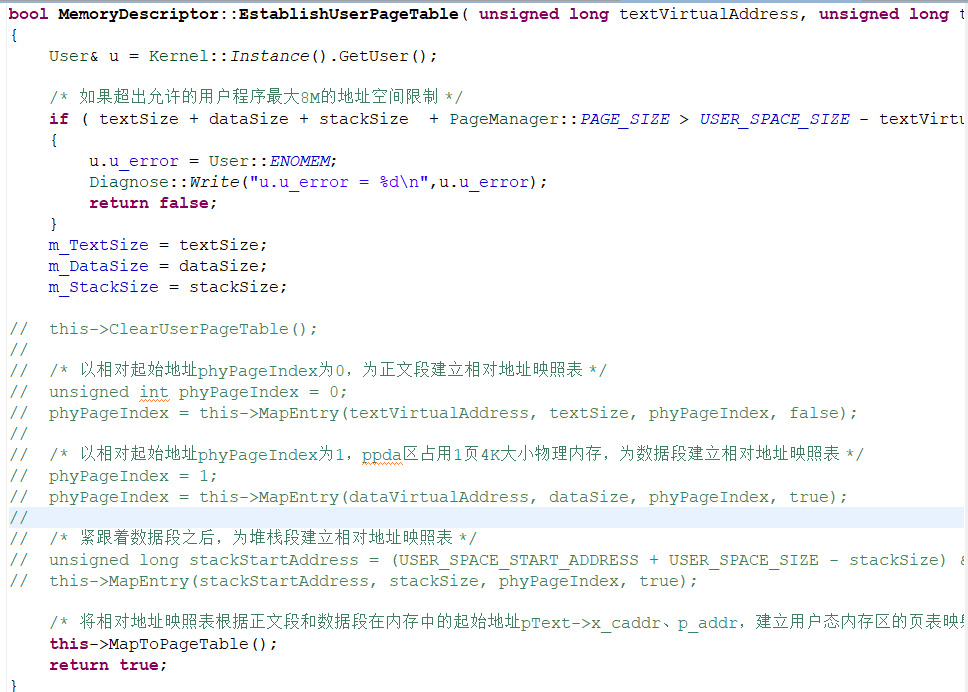 bool MemoryDescriptor::EstablishUserPageTable( unsigned long textVirtualAddress, unsigned long
{
    User& u = Kernel::Instance().GetUser();
    /* 如果超出允许的用户程序最大8M的地址空间限制 */
    if ( textSize + dataSize + stackSize  + PageManager::PAGE_SIZE > USER_SPACE_SIZE - textVirtu
    {
        u.u_error = User::ENOMEM;
        Diagnose::Write("u.u_error = %d\n",u.u_error);
        return false;
    }
    m_TextSize = textSize;
    m_DataSize = dataSize;
    m_StackSize = stackSize;
//  this->ClearUserPageTable();
//
//  /* 以相对起始地址phyPageIndex为0，为正文段建立相对地址映照表 */
//  unsigned int phyPageIndex = 0;
//  phyPageIndex = this->MapEntry(textVirtualAddress, textSize, phyPageIndex, false);
//
//  /* 以相对起始地址phyPageIndex为1，ppda区占用1页4K大小物理内存，为数据段建立相对地址映照表 */
//  phyPageIndex = 1;
//  phyPageIndex = this->MapEntry(dataVirtualAddress, dataSize, phyPageIndex, true);
//
//  /* 紧跟着数据段之后，为堆栈段建立相对地址映照表 */
//  unsigned long stackStartAddress = (USER_SPACE_START_ADDRESS + USER_SPACE_SIZE - stackSize)
//  this->MapEntry(stackStartAddress, stackSize, phyPageIndex, true);
    /* 将相对地址映照表根据正文段和数据段在内存中的起始地址pText->x_caddr、p_addr，建立用户态内存区的页表映
    this->MapToPageTable();
    return true;
}